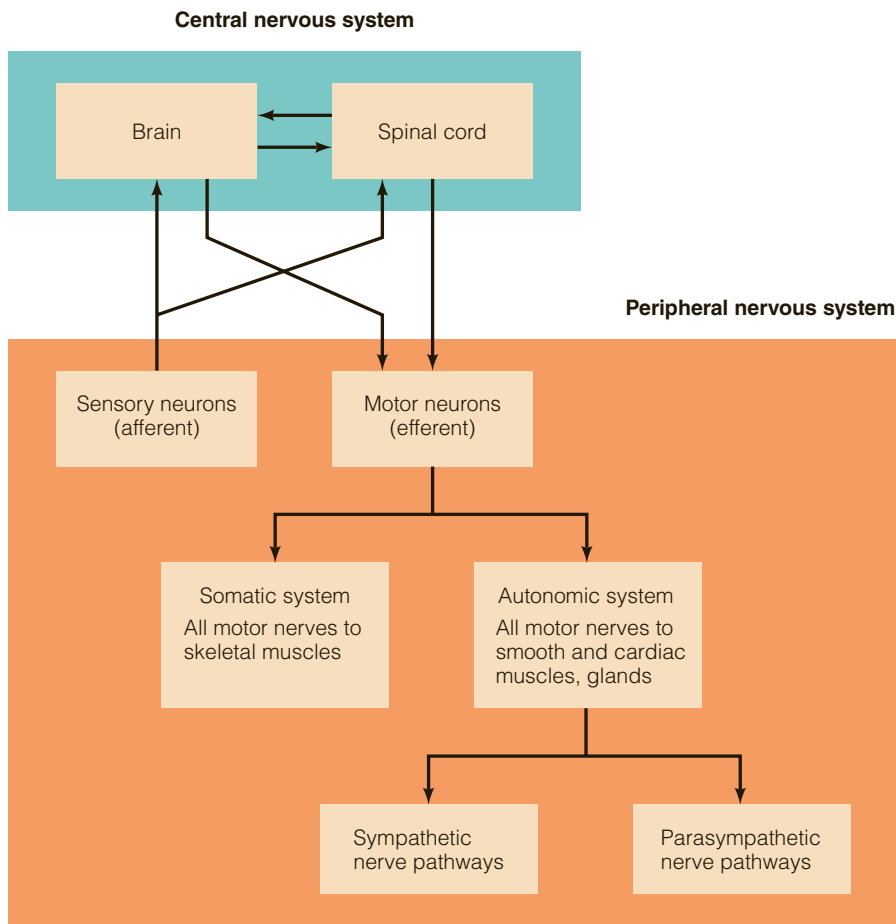 Central nervous system
Brain
Spinal cord
Peripheral nervous system
Sensory neurons
(afferent)
Motor neurons
(efferent)
Somatic system
All motor nerves to
skeletal muscles
Autonomic system
All motor nerves to
smooth and cardiac
muscles, glands
Sympathetic
nerve pathways
Parasympathetic
nerve pathways